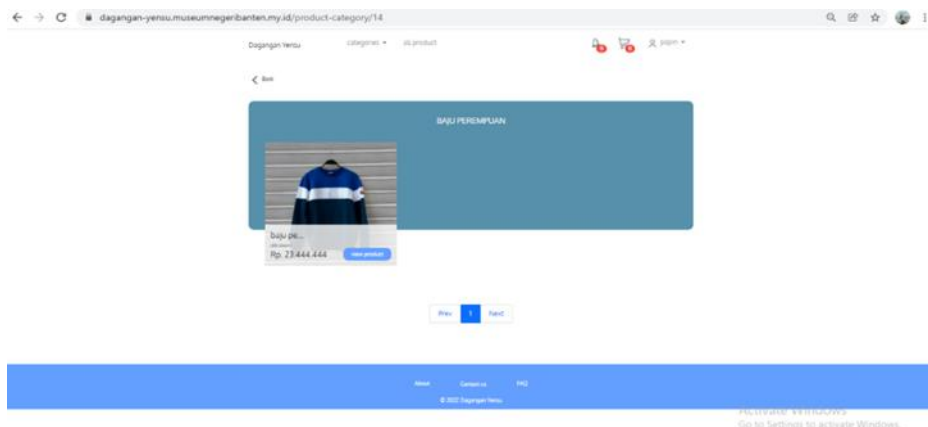 dagangan-yensu.museumnegeribanten.my.id/product-category/14
Dagangan Yensu categories all product
Back
BAJU PEREMPUAN
baju pe...
Rp. 23.444.444 view product
Prev 1 Next
About Contact us FAQ
© 2022 Dagangan Yensu
Activate Windows
Go to Settings to activate Windows.